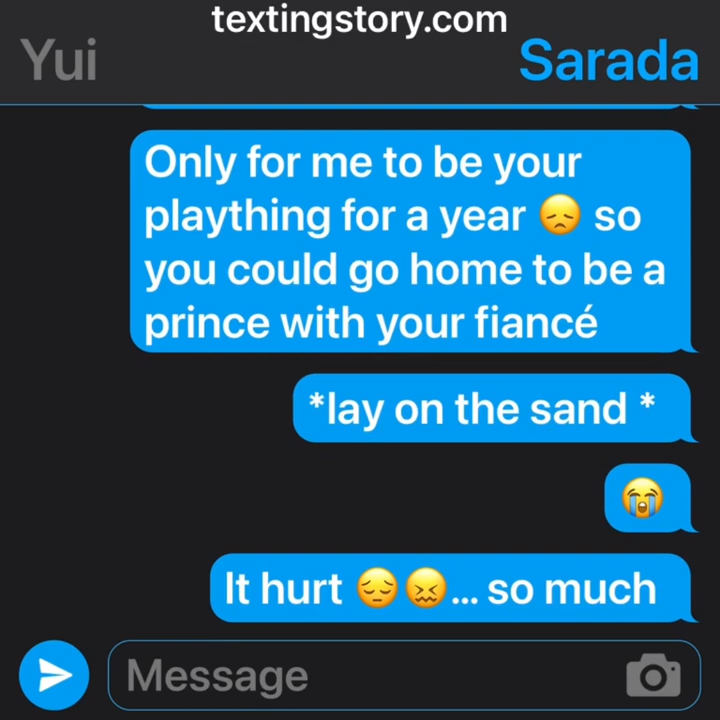 textingstory.com
Yui Sarada
Only for me to be your
plaything for a year 😞 so
you could go home to be a
prince with your fiancé
*lay on the sand *
😭
It hurt 😔😖... so much
Message